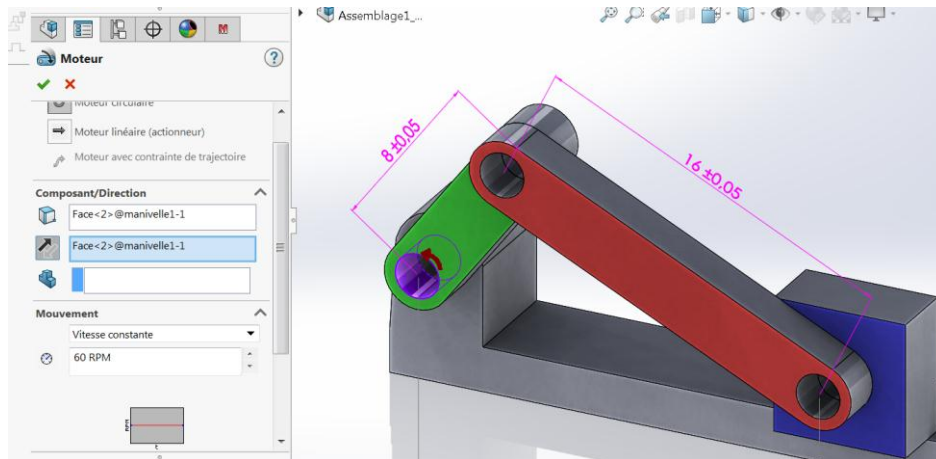 Assemblage1_...
M
Moteur
?
Moteur circulaire
Moteur linéaire (actionneur)
Moteur avec contrainte de trajectoire
Composant/Direction
Face<2>@manivelle1-1
Face<2>@manivelle1-1
Mouvement
Vitesse constante
60 RPM
8 ±0,05
16 ±0,05